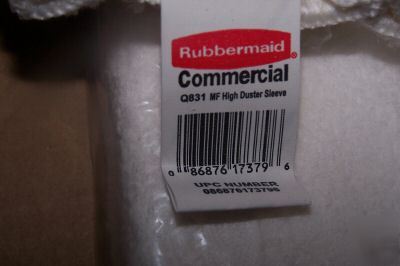 Rubbermaid
Commercial
Q831 MF High Duster Sleeve
0 86876 17379 6
UPC NUMBER
086876173796